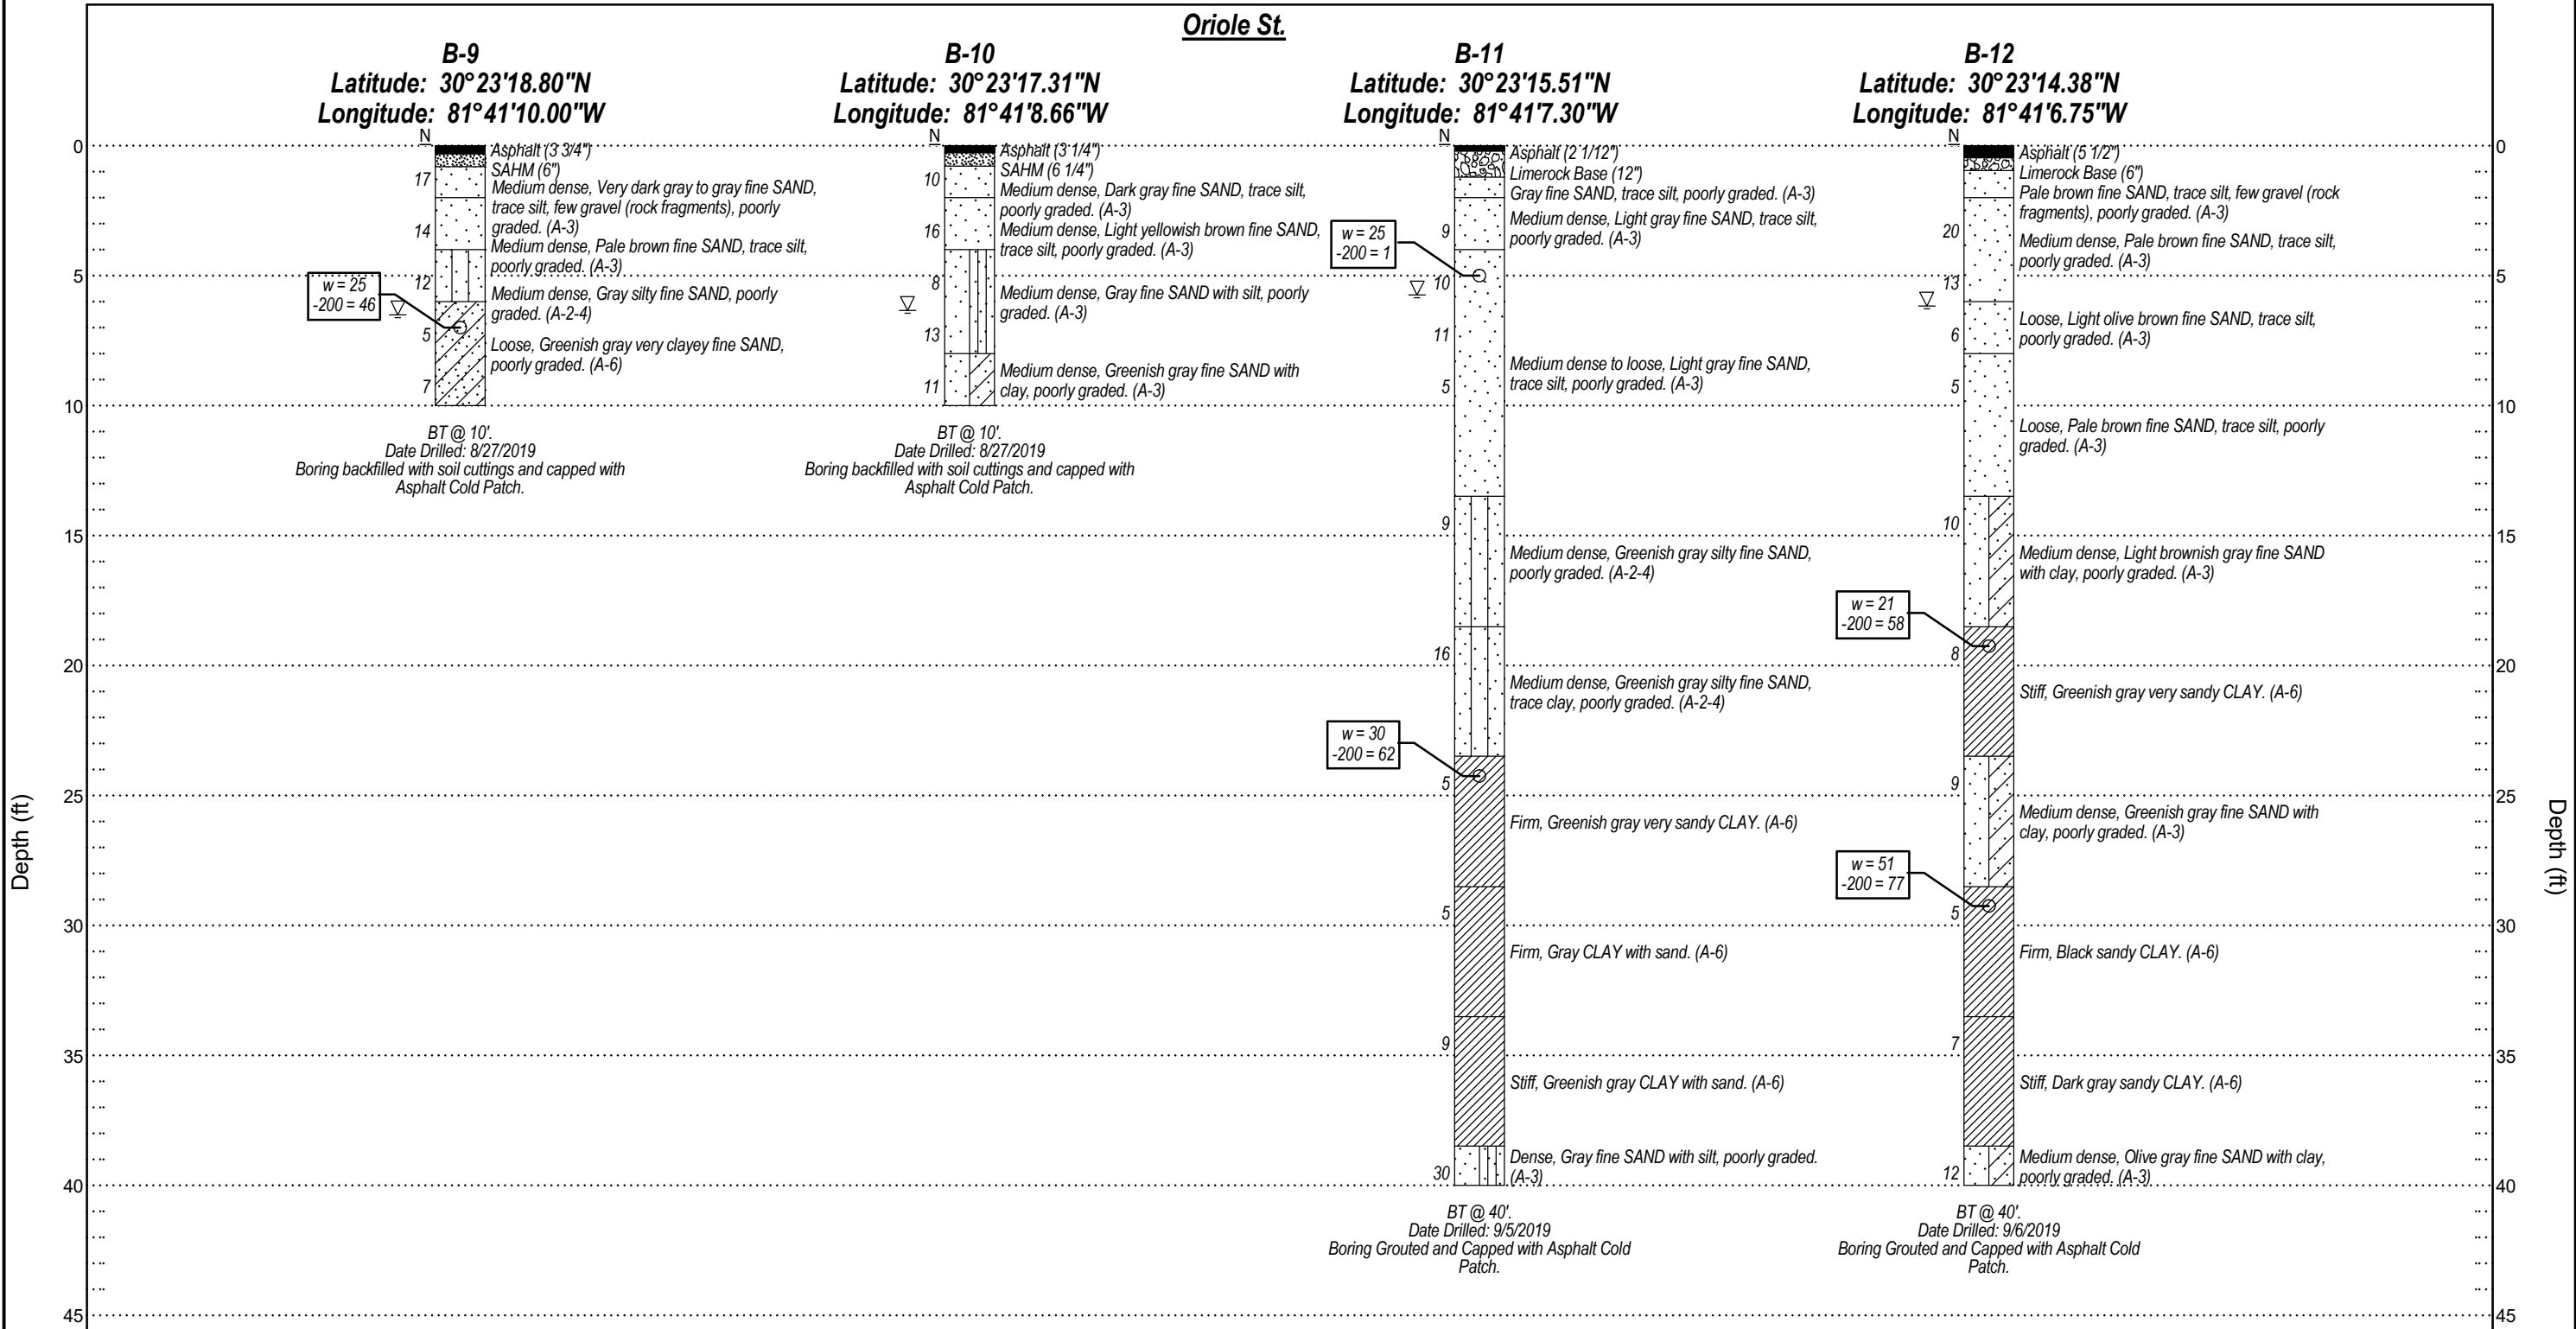 Oriole St.
B-9
Latitude: 30°23'18.80"N
Longitude: 81°41'10.00"W
N
Asphalt (3 3/4")
SAHM (6")
17
Medium dense, Very dark gray to gray fine SAND,
trace silt, few gravel (rock fragments), poorly
graded. (A-3)
14
Medium dense, Pale brown fine SAND, trace silt,
poorly graded. (A-3)
12
Medium dense, Gray silty fine SAND, poorly
graded. (A-2-4)
w = 25
-200 = 46
5
Loose, Greenish gray very clayey fine SAND,
poorly graded. (A-6)
7
BT @ 10'.
Date Drilled: 8/27/2019
Boring backfilled with soil cuttings and capped with
Asphalt Cold Patch.
B-10
Latitude: 30°23'17.31"N
Longitude: 81°41'8.66"W
N
Asphalt (3 1/4")
SAHM (6 1/4")
10
Medium dense, Dark gray fine SAND, trace silt,
poorly graded. (A-3)
16
Medium dense, Light yellowish brown fine SAND,
trace silt, poorly graded. (A-3)
8
Medium dense, Gray fine SAND with silt, poorly
graded. (A-3)
13
11
Medium dense, Greenish gray fine SAND with
clay, poorly graded. (A-3)
BT @ 10'.
Date Drilled: 8/27/2019
Boring backfilled with soil cuttings and capped with
Asphalt Cold Patch.
B-11
Latitude: 30°23'15.51"N
Longitude: 81°41'7.30"W
N
Asphalt (2 1/12")
Limerock Base (12")
Gray fine SAND, trace silt, poorly graded. (A-3)
9
Medium dense, Light gray fine SAND, trace silt,
poorly graded. (A-3)
w = 25
-200 = 1
10
11
5
Medium dense to loose, Light gray fine SAND,
trace silt, poorly graded. (A-3)
9
Medium dense, Greenish gray silty fine SAND,
poorly graded. (A-2-4)
16
Medium dense, Greenish gray silty fine SAND,
trace clay, poorly graded. (A-2-4)
w = 30
-200 = 62
5
Firm, Greenish gray very sandy CLAY. (A-6)
5
Firm, Gray CLAY with sand. (A-6)
9
Stiff, Greenish gray CLAY with sand. (A-6)
30
Dense, Gray fine SAND with silt, poorly graded.
(A-3)
BT @ 40'.
Date Drilled: 9/5/2019
Boring Grouted and Capped with Asphalt Cold
Patch.
B-12
Latitude: 30°23'14.38"N
Longitude: 81°41'6.75"W
N
Asphalt (5 1/2")
Limerock Base (6")
Pale brown fine SAND, trace silt, few gravel (rock
fragments), poorly graded. (A-3)
20
Medium dense, Pale brown fine SAND, trace silt,
poorly graded. (A-3)
13
6
Loose, Light olive brown fine SAND, trace silt,
poorly graded. (A-3)
5
Loose, Pale brown fine SAND, trace silt, poorly
graded. (A-3)
10
Medium dense, Light brownish gray fine SAND
with clay, poorly graded. (A-3)
w = 21
-200 = 58
8
Stiff, Greenish gray very sandy CLAY. (A-6)
9
Medium dense, Greenish gray fine SAND with
clay, poorly graded. (A-3)
w = 51
-200 = 77
5
Firm, Black sandy CLAY. (A-6)
7
Stiff, Dark gray sandy CLAY. (A-6)
12
Medium dense, Olive gray fine SAND with clay,
poorly graded. (A-3)
BT @ 40'.
Date Drilled: 9/6/2019
Boring Grouted and Capped with Asphalt Cold
Patch.
Depth (ft)
0
5
10
15
20
25
30
35
40
45
0
5
10
15
20
25
30
35
40
45
Depth (ft)